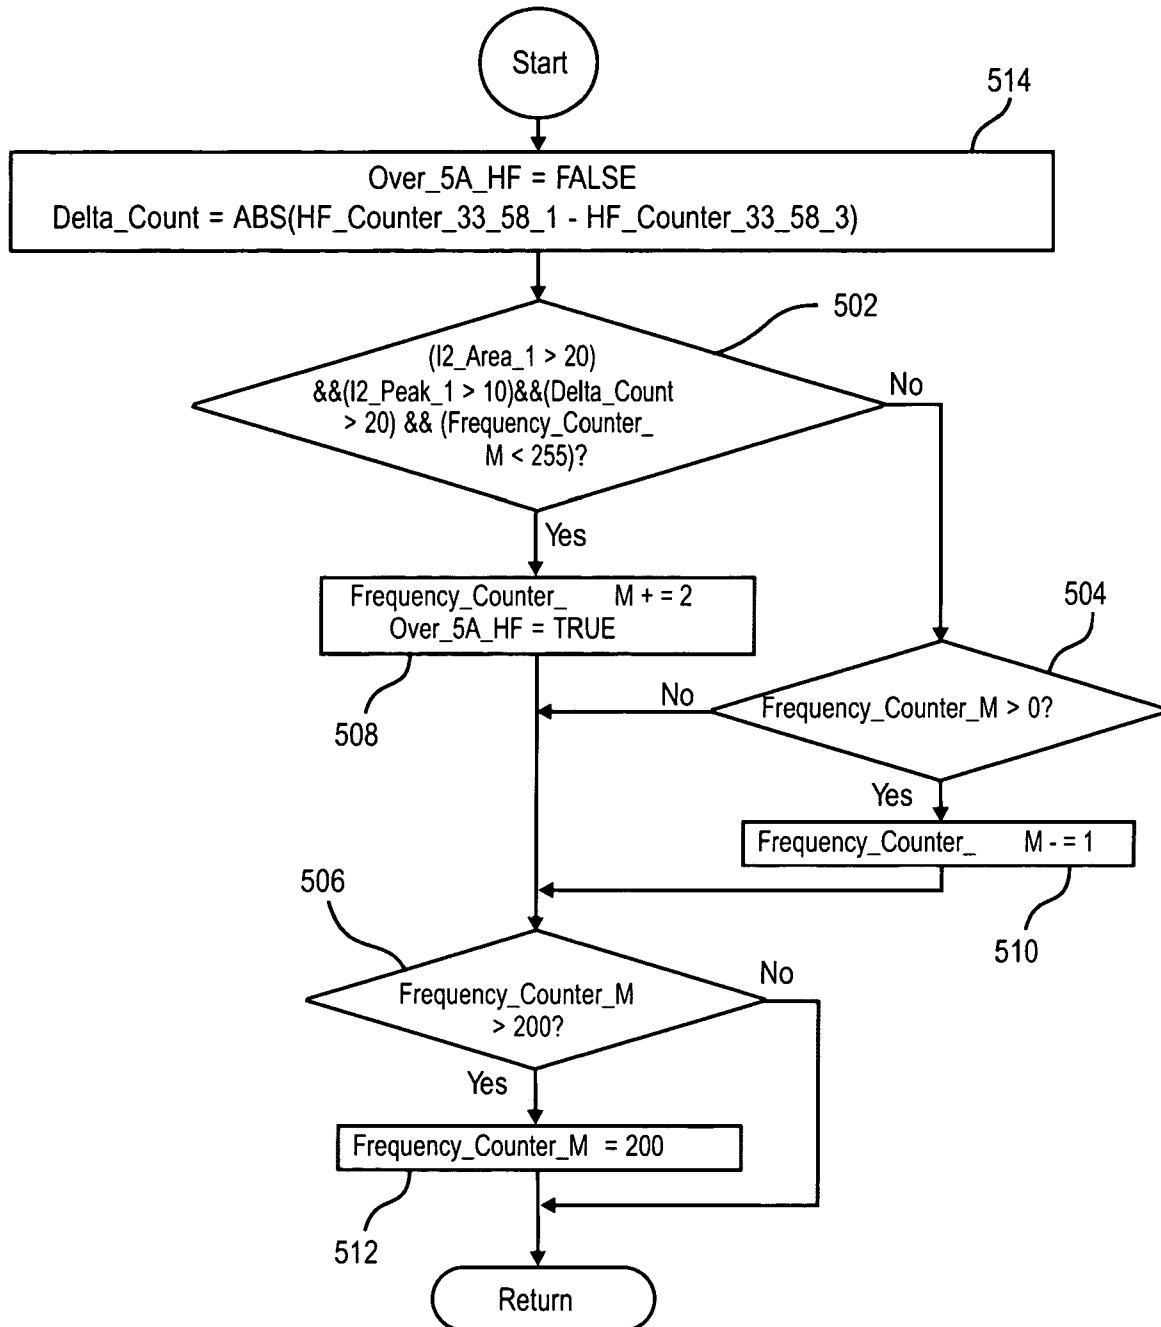 Start
514
Over_5A_HF = FALSE
Delta_Count = ABS(HF_Counter_33_58_1 - HF_Counter_33_58_3)
502
(I2_Area_1 > 20)
&&(I2_Peak_1 > 10)&&(Delta_Count
> 20) && (Frequency_Counter_
M < 255)?
No
Yes
Frequency_Counter_ M + = 2
Over_5A_HF = TRUE
504
508
No
Frequency_Counter_M > 0?
Yes
Frequency_Counter_ M - = 1
506
510
Frequency_Counter_M
> 200?
No
Yes
Frequency_Counter_M = 200
512
Return